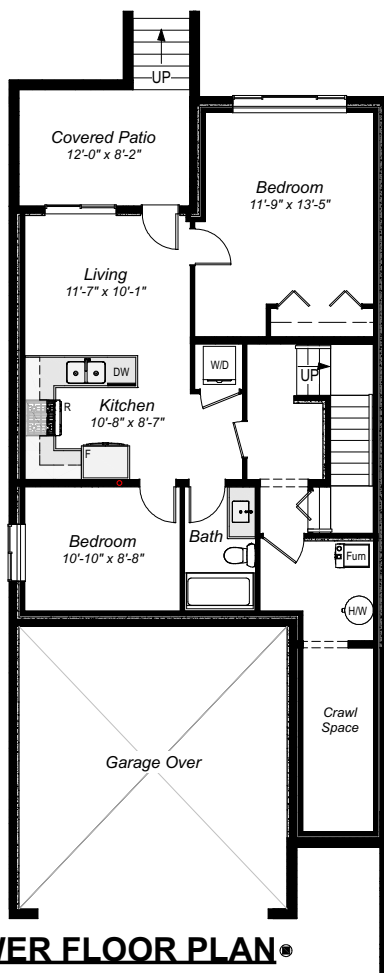 UP
Covered Patio
12'-0" x 8'-2"
Bedroom
11'-9" x 13'-5"
Living
11'-7" x 10'-1"
W/D
UP
DW
R
Kitchen
10'-8" x 8'-7"
F
Bedroom
10'-10" x 8'-8"
Bath
Furn
H/W
Crawl
Space
Garage Over
WER FLOOR PLAN